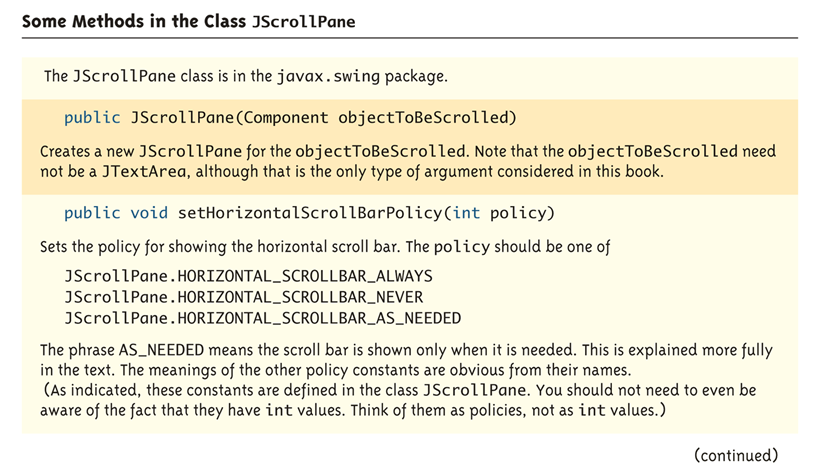 Some Methods in the Class JScrollPane
The JScrollPane class is in the javax.swing package.
public JScrollPane(Component objectToBeScrolled)
Creates a new JScrollPane for the objectToBeScrolled. Note that the objectToBeScrolled need
not be a JTextArea, although that is the only type of argument considered in this book.
public void setHorizontalScrollBarPolicy(int policy)
Sets the policy for showing the horizontal scroll bar. The policy should be one of
JScrollPane.HORIZONTAL_SCROLLBAR_ALWAYS
JScrollPane.HORIZONTAL_SCROLLBAR_NEVER
JScrollPane.HORIZONTAL_SCROLLBAR_AS_NEEDED
The phrase AS_NEEDED means the scroll bar is shown only when it is needed. This is explained more fully
in the text. The meanings of the other policy constants are obvious from their names.
(As indicated, these constants are defined in the class JScrollPane. You should not need to even be
aware of the fact that they have int values. Think of them as policies, not as int values.)
(continued)